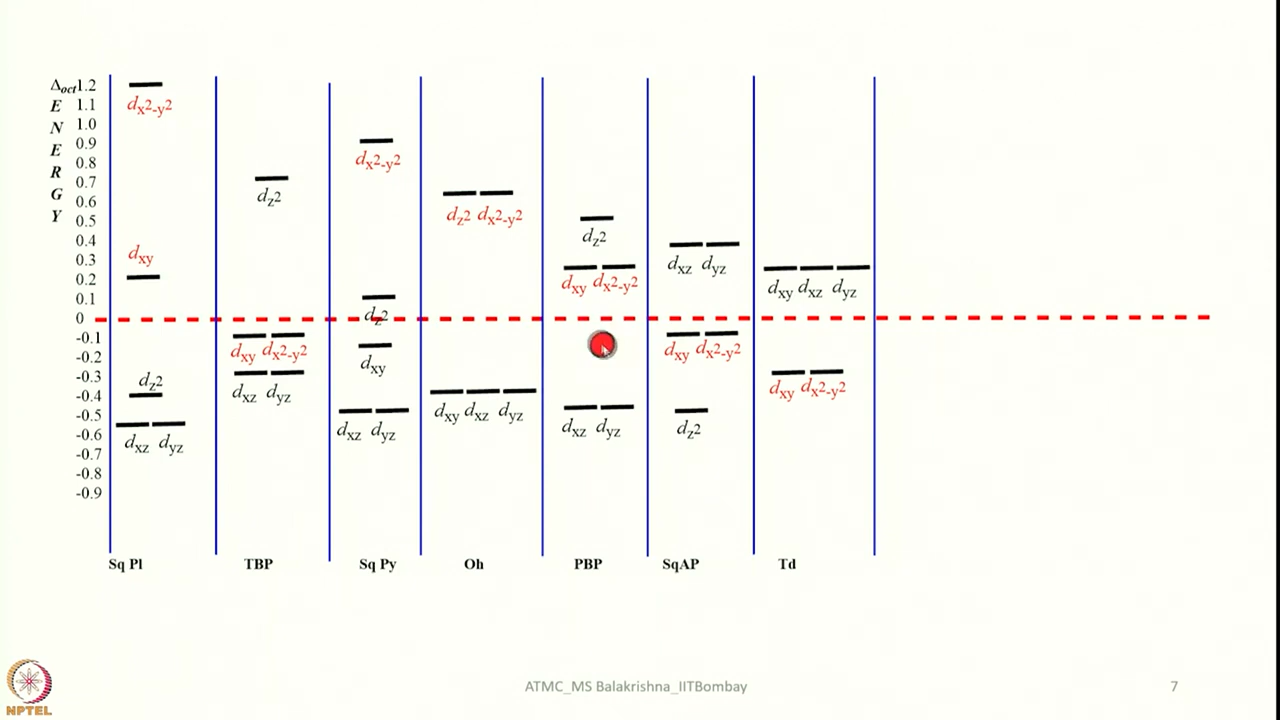 Δoct 1.2
E 1.1
N 1.0
E 0.9
R 0.8
G 0.7
Y 0.6
0.5
0.4
0.3
0.2
0.1
0
-0.1
-0.2
-0.3
-0.4
-0.5
-0.6
-0.7
-0.8
-0.9
dx2-y2
dxy
dz2
dxz dyz
Sq Pl
dz2
dxy dx2-y2
dxz dyz
TBP
dx2-y2
dz2
dxy
dxz dyz
Sq Py
dz2 dx2-y2
dxy dxz dyz
Oh
dz2
dxy dx2-y2
dxz dyz
PBP
dxz dyz
dxy dx2-y2
dz2
SqAP
dxy dxz dyz
dxy dx2-y2
Td
NPTEL
ATMC_MS Balakrishna_IITBombay
7